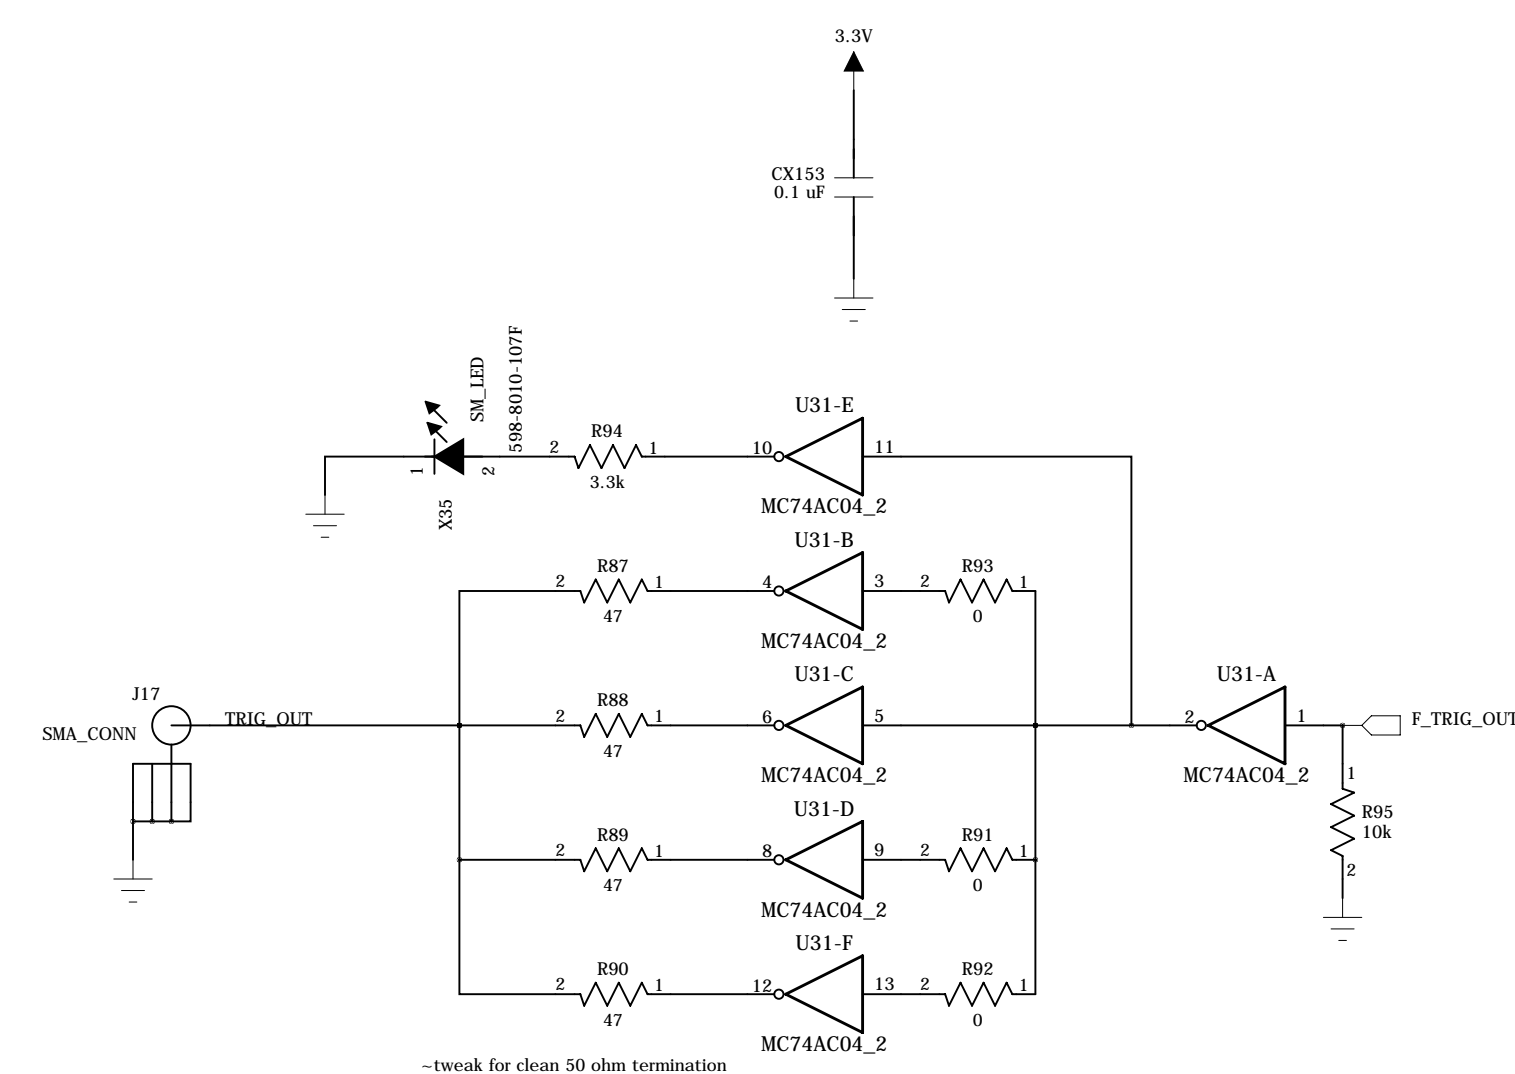 3.3V
CX153
0.1 uF
SM_LED
598-8010-107F
1
2
X35
2
R94
1
3.3k
U31-E
10
11
MC74AC04_2
U31-B
2
R87
1
47
4
3
MC74AC04_2
2
R93
1
0
U31-C
J17
SMA_CONN
TRIG_OUT
2
R88
1
47
6
5
MC74AC04_2
U31-A
2
1
MC74AC04_2
F_TRIG_OUT
1
R95
10k
2
U31-D
2
R89
1
47
8
9
MC74AC04_2
2
R91
1
0
U31-F
2
R90
1
47
12
13
MC74AC04_2
2
R92
1
0
~tweak for clean 50 ohm termination